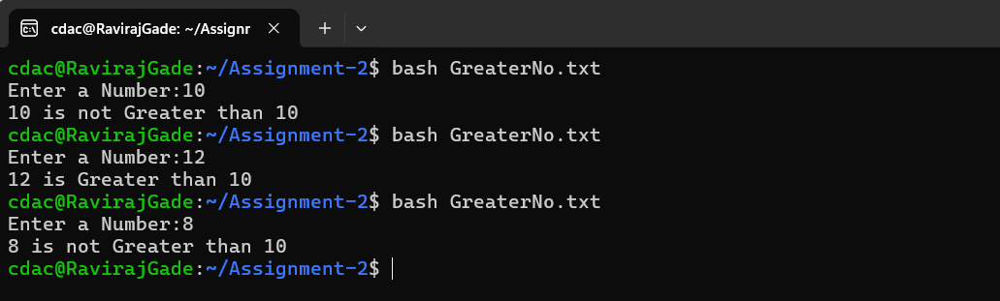 cdac@RavirajGade: ~/Assignr
cdac@RavirajGade:~/Assignment-2$ bash GreaterNo.txt
Enter a Number:10
10 is not Greater than 10
cdac@RavirajGade:~/Assignment-2$ bash GreaterNo.txt
Enter a Number:12
12 is Greater than 10
cdac@RavirajGade:~/Assignment-2$ bash GreaterNo.txt
Enter a Number:8
8 is not Greater than 10
cdac@RavirajGade:~/Assignment-2$